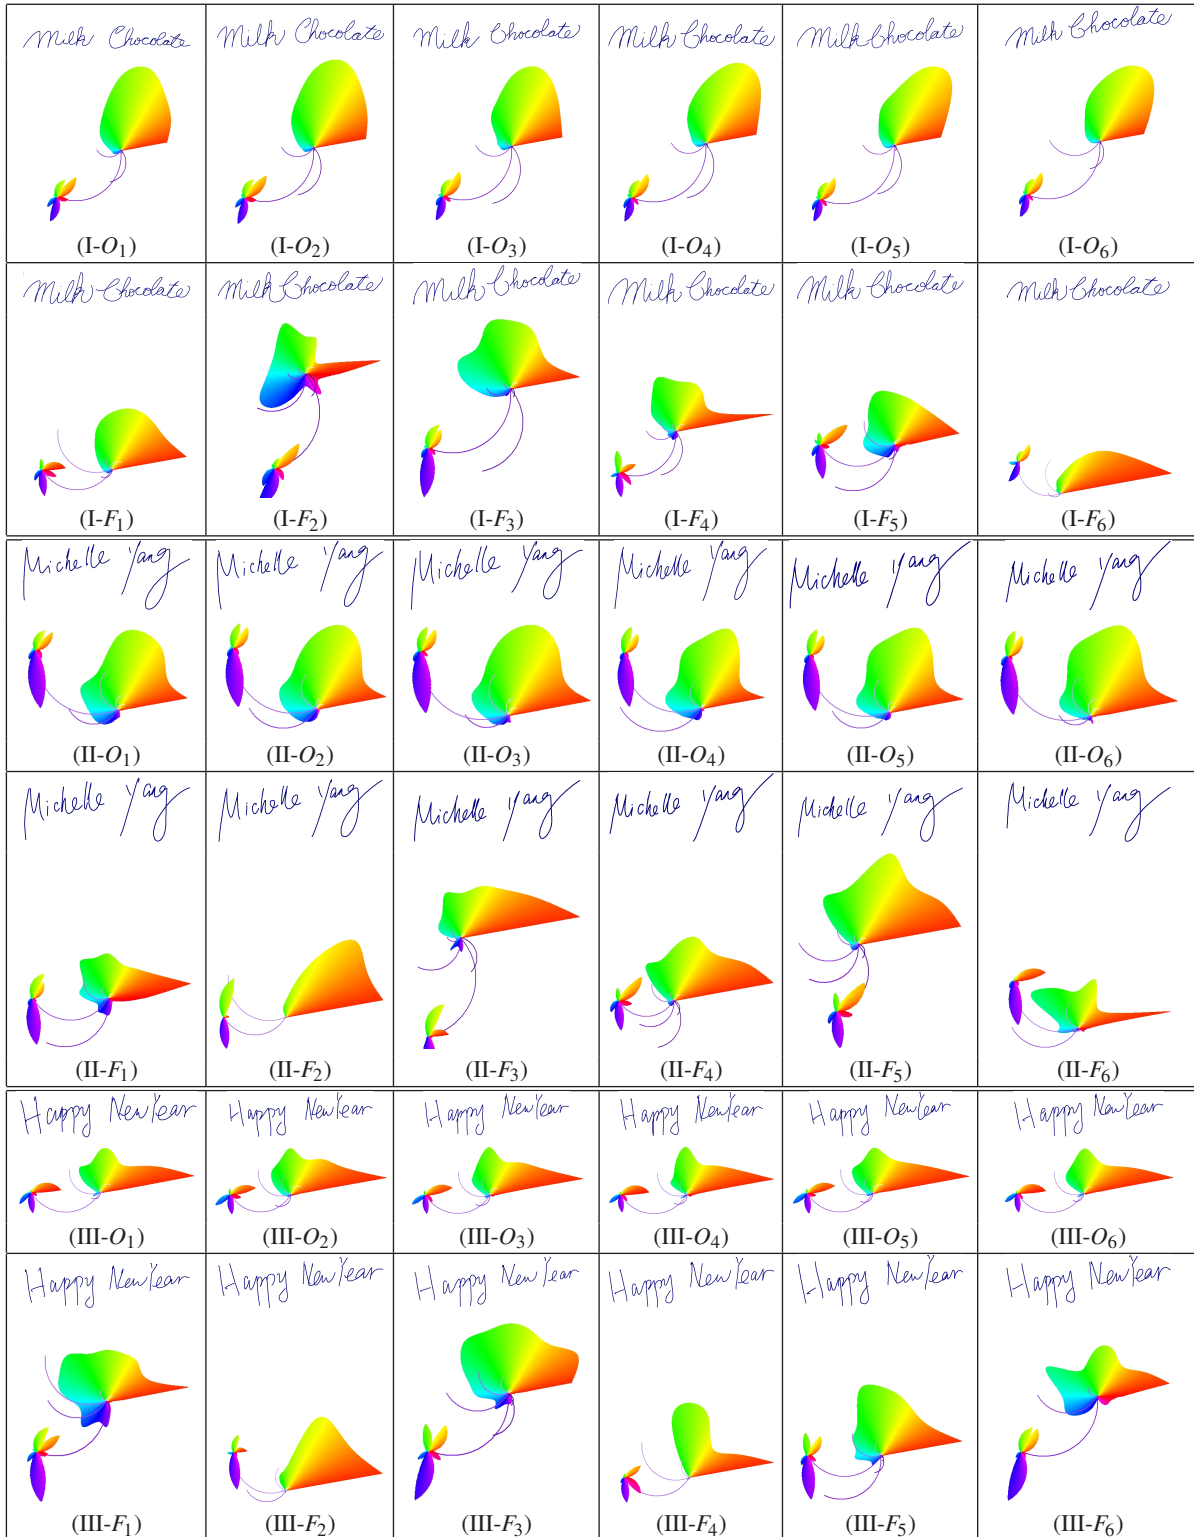 Milk Chocolate Milk Chocolate Milk Chocolate Milk Chocolate Milk Chocolate Milk Chocolate
(I-O₁) (I-O₂) (I-O₃) (I-O₄) (I-O₅) (I-O₆)
Milk Chocolate Milk Chocolate Milk Chocolate Milk Chocolate Milk Chocolate Milk Chocolate
(I-F₁) (I-F₂) (I-F₃) (I-F₄) (I-F₅) (I-F₆)
Michelle Yang Michelle Yang Michelle Yang Michelle Yang Michelle Yang Michelle Yang
(II-O₁) (II-O₂) (II-O₃) (II-O₄) (II-O₅) (II-O₆)
Michelle Yang Michelle Yang Michelle Yang Michelle Yang Michelle Yang Michelle Yang
(II-F₁) (II-F₂) (II-F₃) (II-F₄) (II-F₅) (II-F₆)
Happy New Year Happy New Year Happy New Year Happy New Year Happy New Year Happy New Year
(III-O₁) (III-O₂) (III-O₃) (III-O₄) (III-O₅) (III-O₆)
Happy New Year Happy New Year Happy New Year Happy New Year Happy New Year Happy New Year
(III-F₁) (III-F₂) (III-F₃) (III-F₄) (III-F₅) (III-F₆)